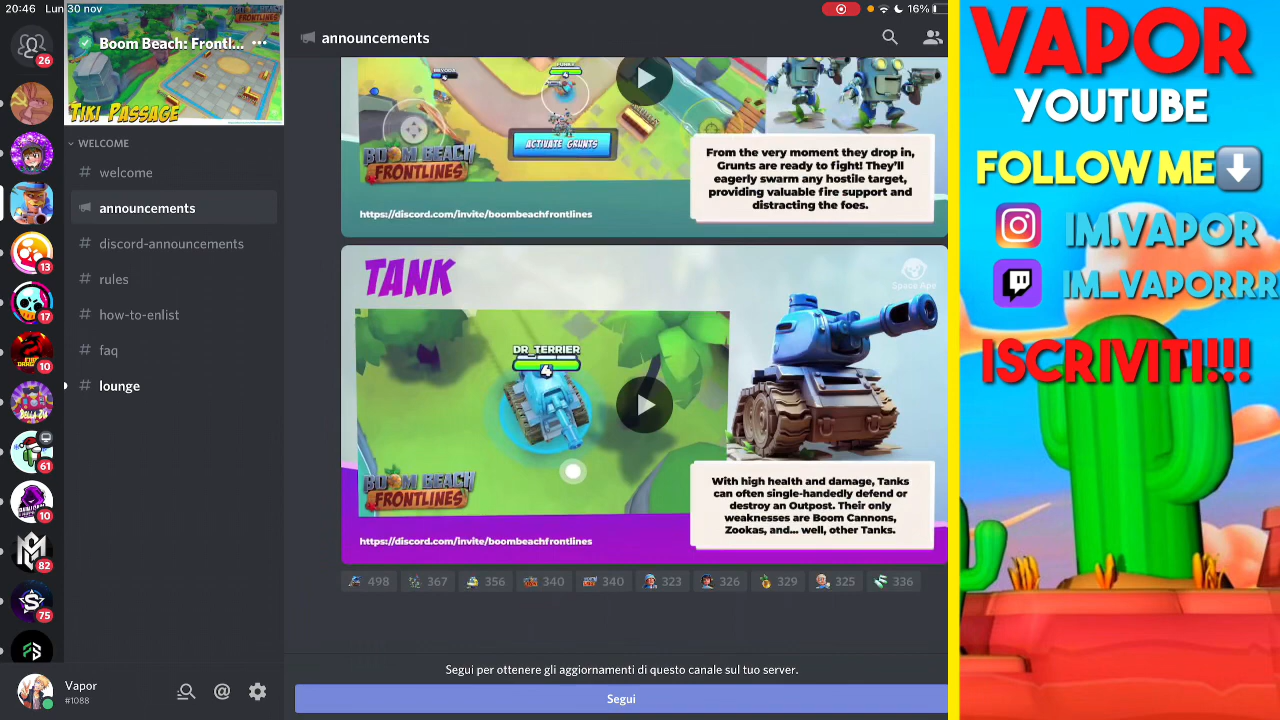 20:46 Lun 30 nov
16%
BOOM BEACH
FRONTLINES
Boom Beach: Frontl...
TIKI PASSAGE
WELCOME
welcome
announcements
discord-announcements
rules
how-to-enlist
faq
lounge
26
13
17
10
61
10
82
75
Vapor
#1088
announcements
ACTIVATE GRUNTS
BOOM BEACH
FRONTLINES
https://discord.com/invite/boombeachfrontlines
From the very moment they drop in,
Grunts are ready to fight! They'll
eagerly swarm any hostile target,
providing valuable fire support and
distracting the foes.
TANK
Space Ape
DR_TERRIER
4
BOOM BEACH
FRONTLINES
https://discord.com/invite/boombeachfrontlines
With high health and damage, Tanks
can often single-handedly defend or
destroy an Outpost. Their only
weaknesses are Boom Cannons,
Zookas, and... well, other Tanks.
498 367 356 340 340 323 326 329 325 336
Segui per ottenere gli aggiornamenti di questo canale sul tuo server.
Segui
VAPOR
YOUTUBE
FOLLOW ME
IM.VAPOR
IM_VAPORRR
ISCRIVITI!!!